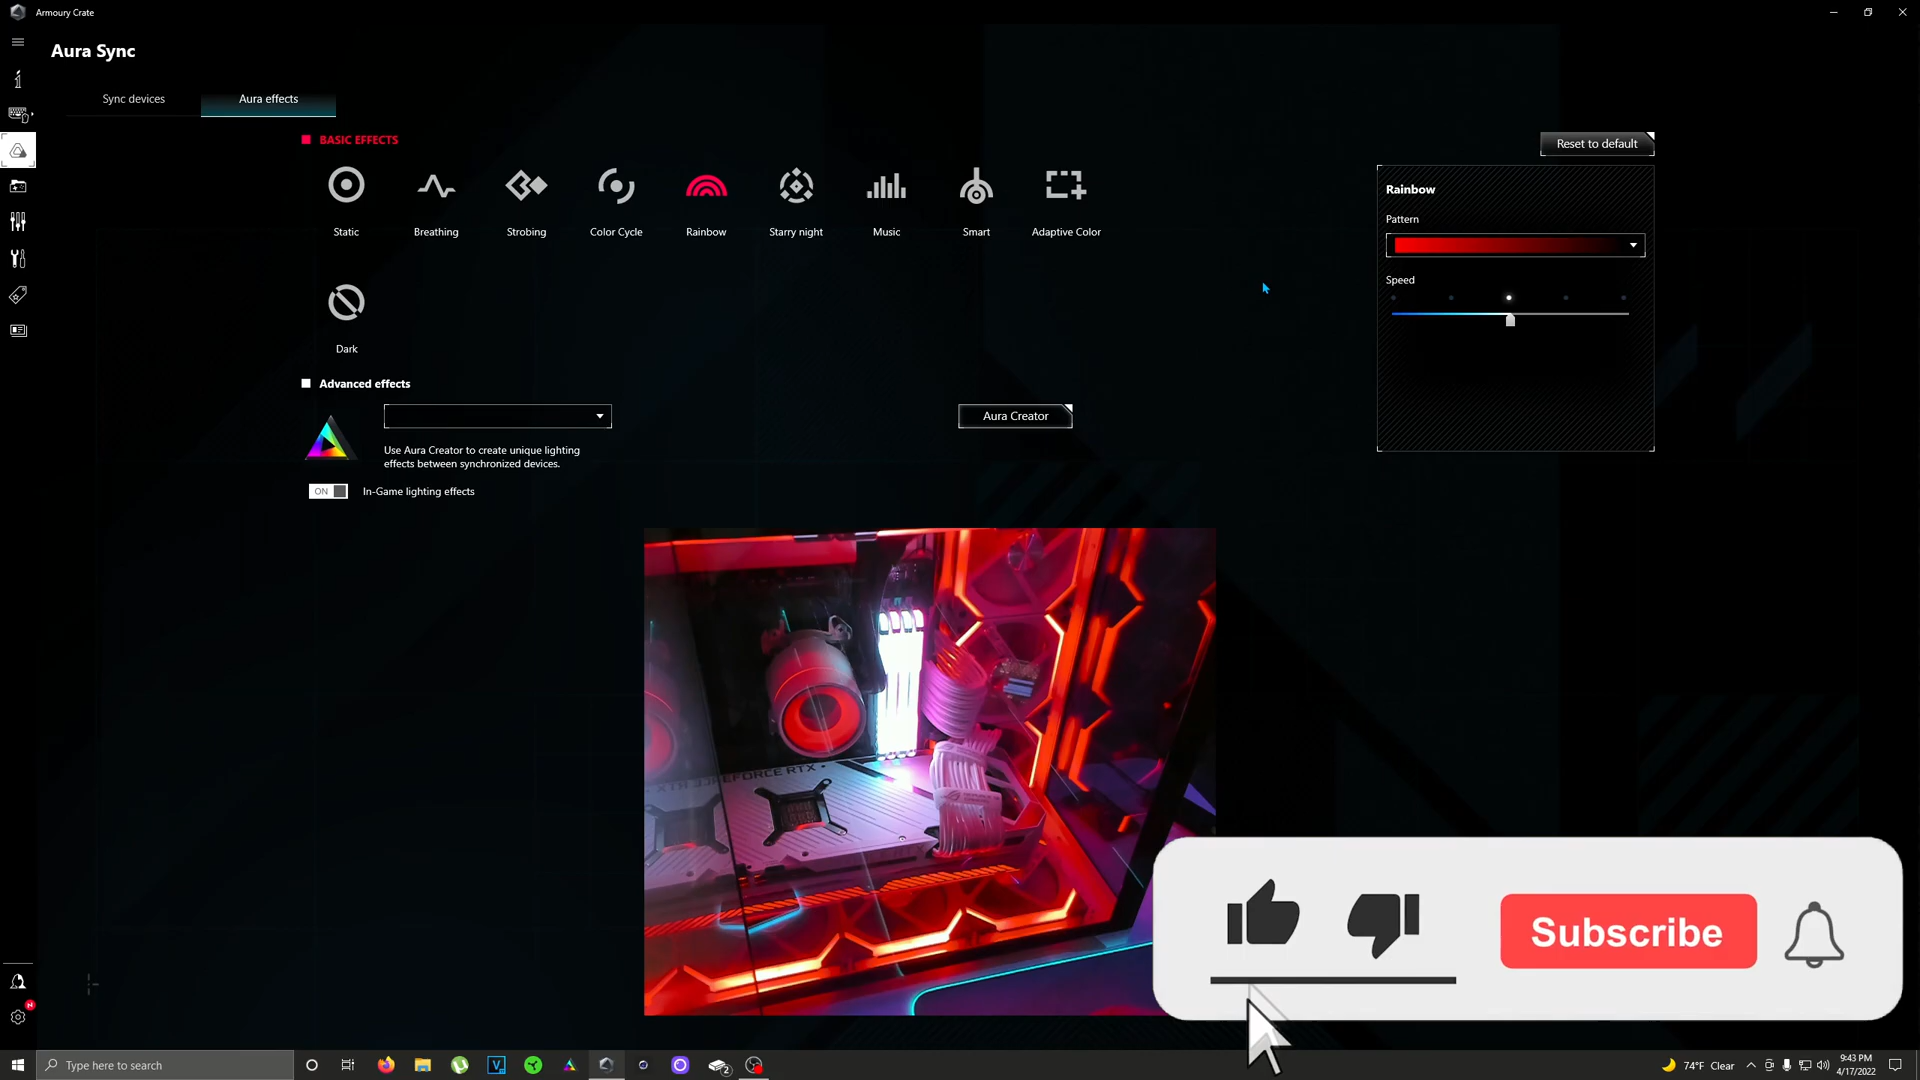 Armoury Crate
Aura Sync
Sync devices
Aura effects
BASIC EFFECTS
Reset to default
Static
Breathing
Strobing
Color Cycle
Rainbow
Starry night
Music
Smart
Adaptive Color
Dark
Rainbow
Pattern
Speed
Advanced effects
Aura Creator
Use Aura Creator to create unique lighting
effects between synchronized devices.
ON
In-Game lighting effects
GEFORCE RTX
Subscribe
N
Type here to search
V
2
74°F Clear
9:43 PM
4/17/2022